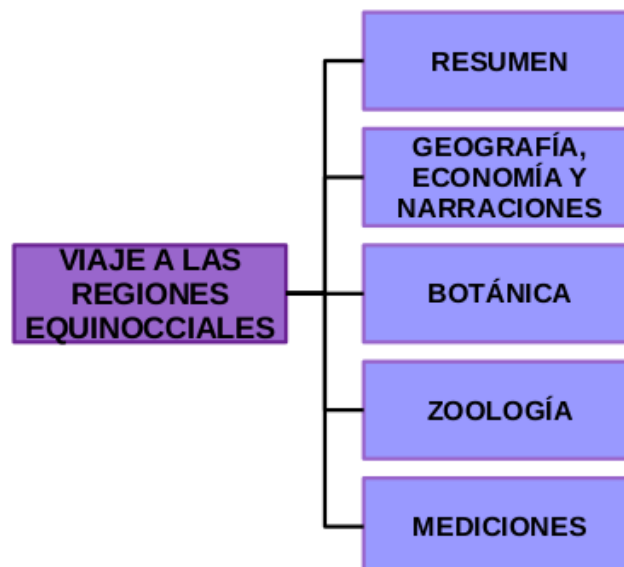 VIAJE A LAS
REGIONES
EQUINOCCIALES
RESUMEN
GEOGRAFÍA,
ECONOMÍA Y
NARRACIONES
BOTÁNICA
ZOOLOGÍA
MEDICIONES